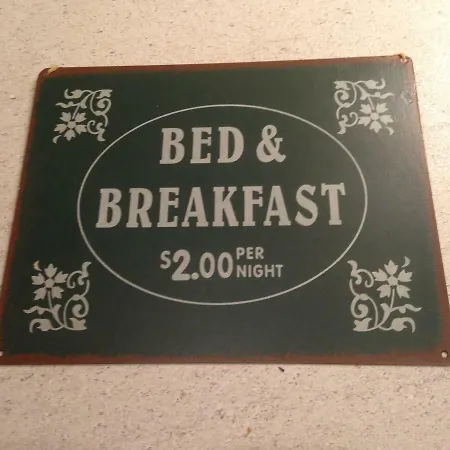 BED &
BREAKFAST
$2.00 PER NIGHT